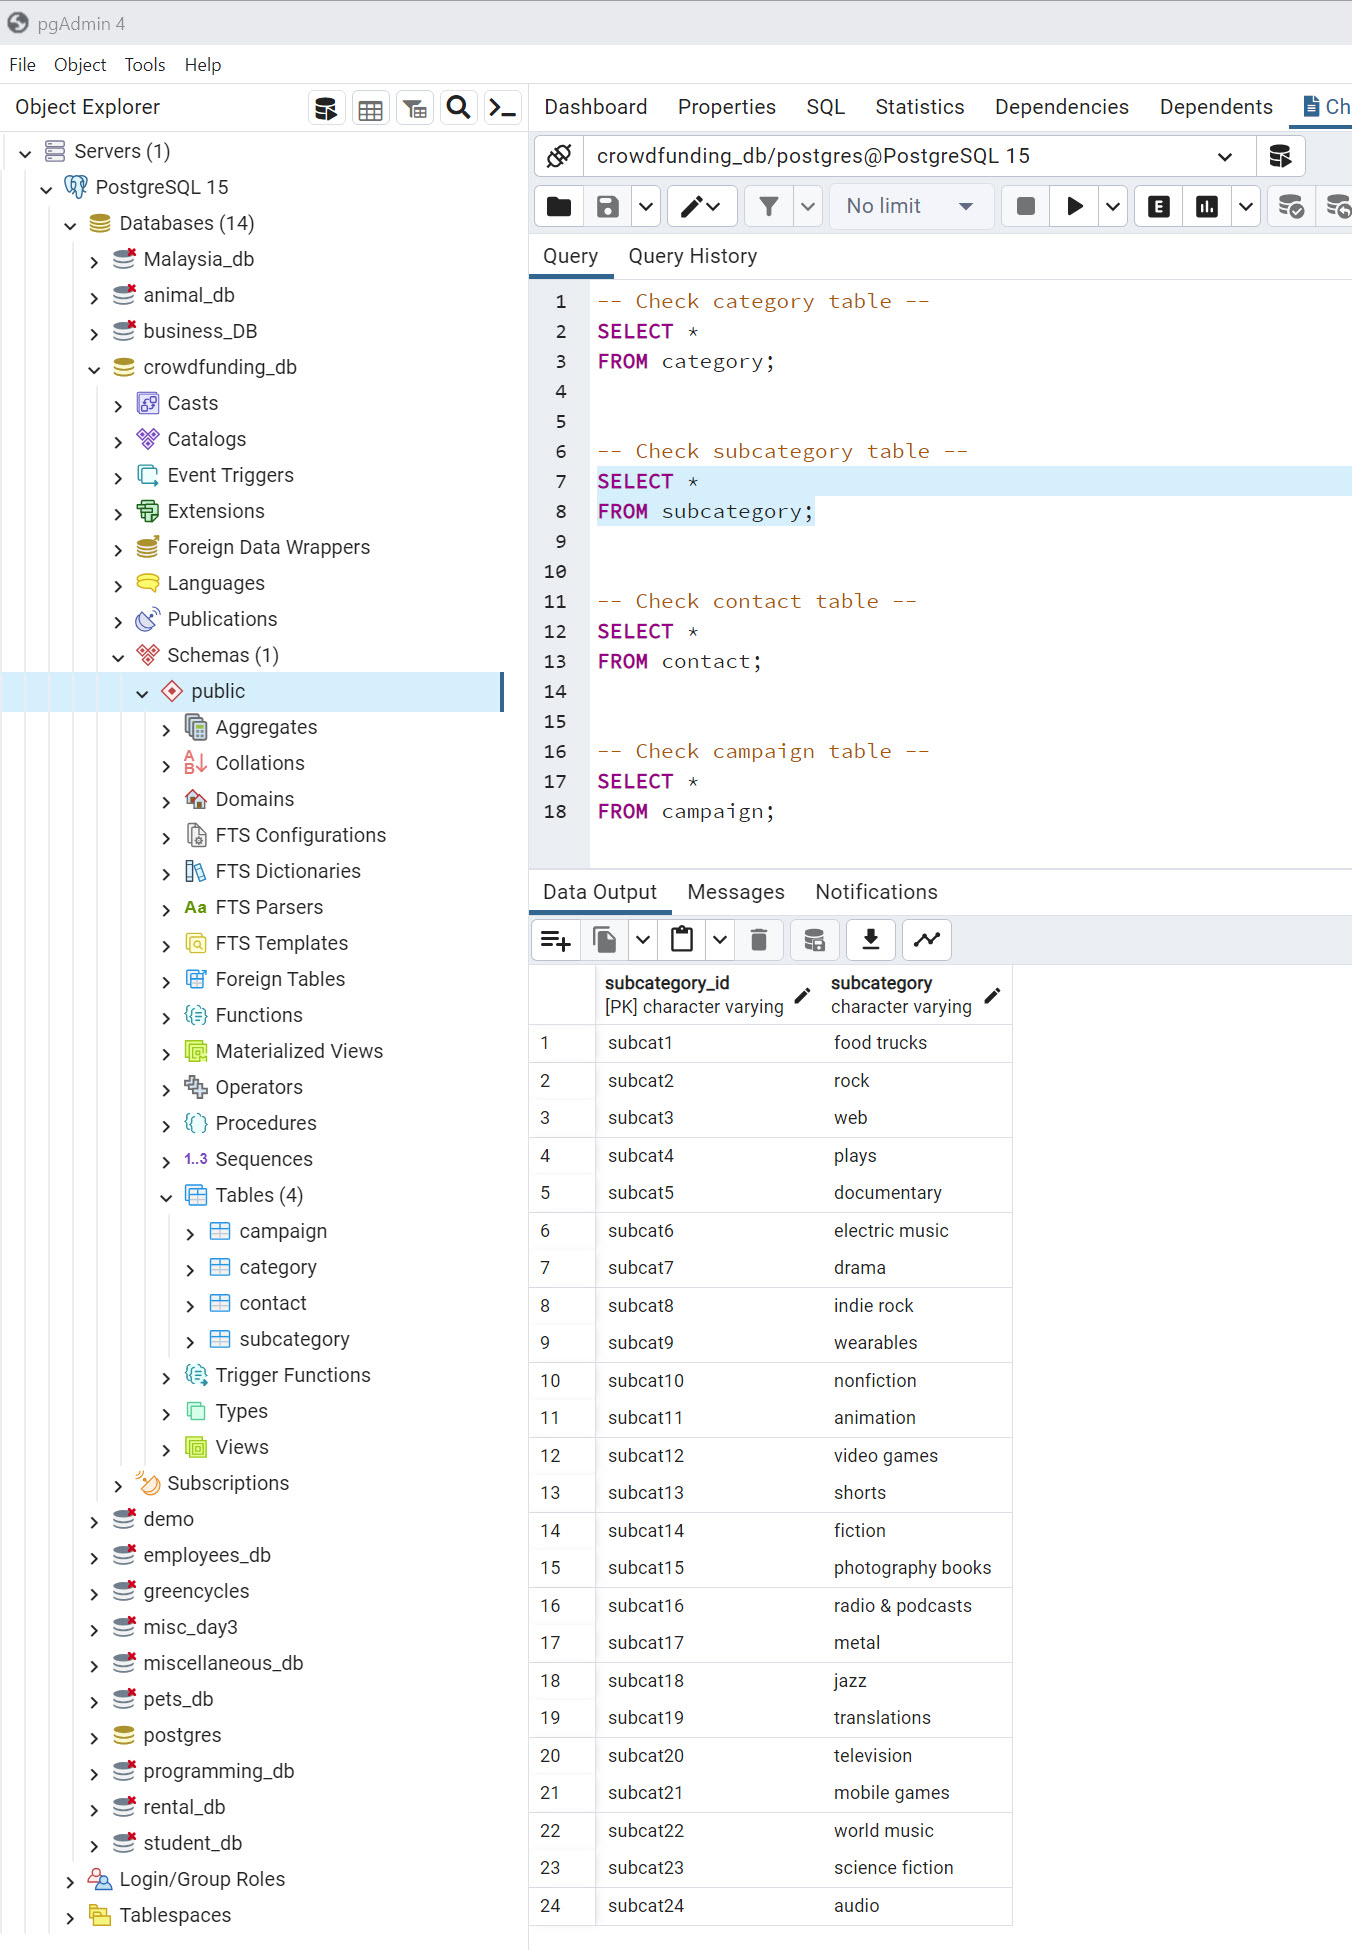 pgAdmin 4
File Object Tools Help
Object Explorer
Servers (1)
PostgreSQL 15
Databases (14)
Malaysia_db
animal_db
business_DB
crowdfunding_db
Casts
Catalogs
Event Triggers
Extensions
Foreign Data Wrappers
Languages
Publications
Schemas (1)
public
Aggregates
Collations
Domains
FTS Configurations
FTS Dictionaries
Aa FTS Parsers
FTS Templates
Foreign Tables
Functions
Materialized Views
Operators
Procedures
1..3 Sequences
Tables (4)
campaign
category
contact
subcategory
Trigger Functions
Types
Views
Subscriptions
demo
employees_db
greencycles
misc_day3
miscellaneous_db
pets_db
postgres
programming_db
rental_db
student_db
Login/Group Roles
Tablespaces
Dashboard Properties SQL Statistics Dependencies Dependents Ch
crowdfunding_db/postgres@PostgreSQL 15
No limit
E
Query Query History
1 -- Check category table --
2 SELECT *
3 FROM category;
4
5
6 -- Check subcategory table --
7 SELECT *
8 FROM subcategory;
9
10
11 -- Check contact table --
12 SELECT *
13 FROM contact;
14
15
16 -- Check campaign table --
17 SELECT *
18 FROM campaign;
Data Output Messages Notifications
subcategory_id subcategory
[PK] character varying character varying
1 subcat1 food trucks
2 subcat2 rock
3 subcat3 web
4 subcat4 plays
5 subcat5 documentary
6 subcat6 electric music
7 subcat7 drama
8 subcat8 indie rock
9 subcat9 wearables
10 subcat10 nonfiction
11 subcat11 animation
12 subcat12 video games
13 subcat13 shorts
14 subcat14 fiction
15 subcat15 photography books
16 subcat16 radio & podcasts
17 subcat17 metal
18 subcat18 jazz
19 subcat19 translations
20 subcat20 television
21 subcat21 mobile games
22 subcat22 world music
23 subcat23 science fiction
24 subcat24 audio